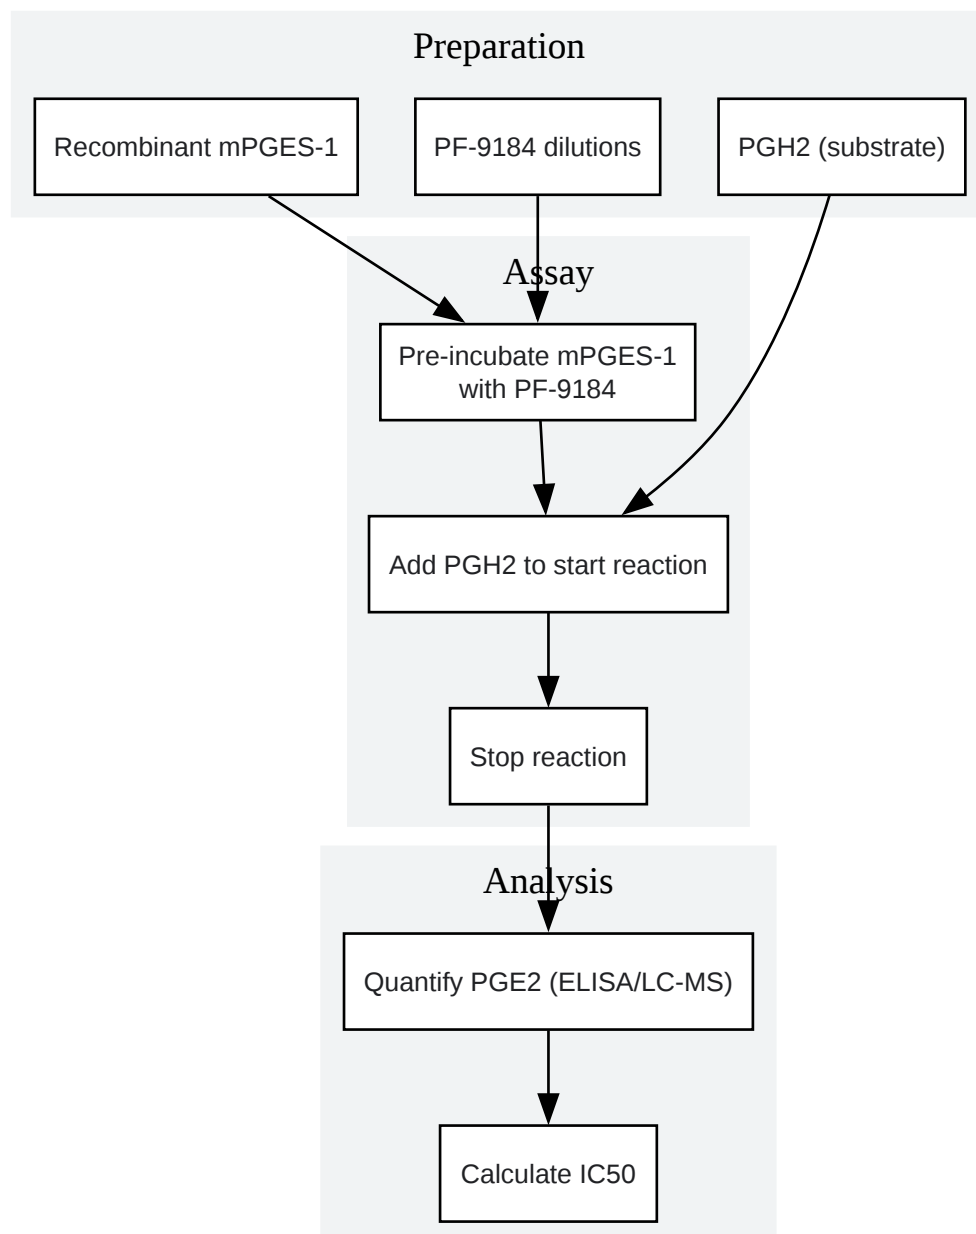 Preparation
Recombinant mPGES-1
PF-9184 dilutions
PGH2 (substrate)
Assay
Pre-incubate mPGES-1
with PF-9184
Add PGH2 to start reaction
Stop reaction
Analysis
Quantify PGE2 (ELISA/LC-MS)
Calculate IC50